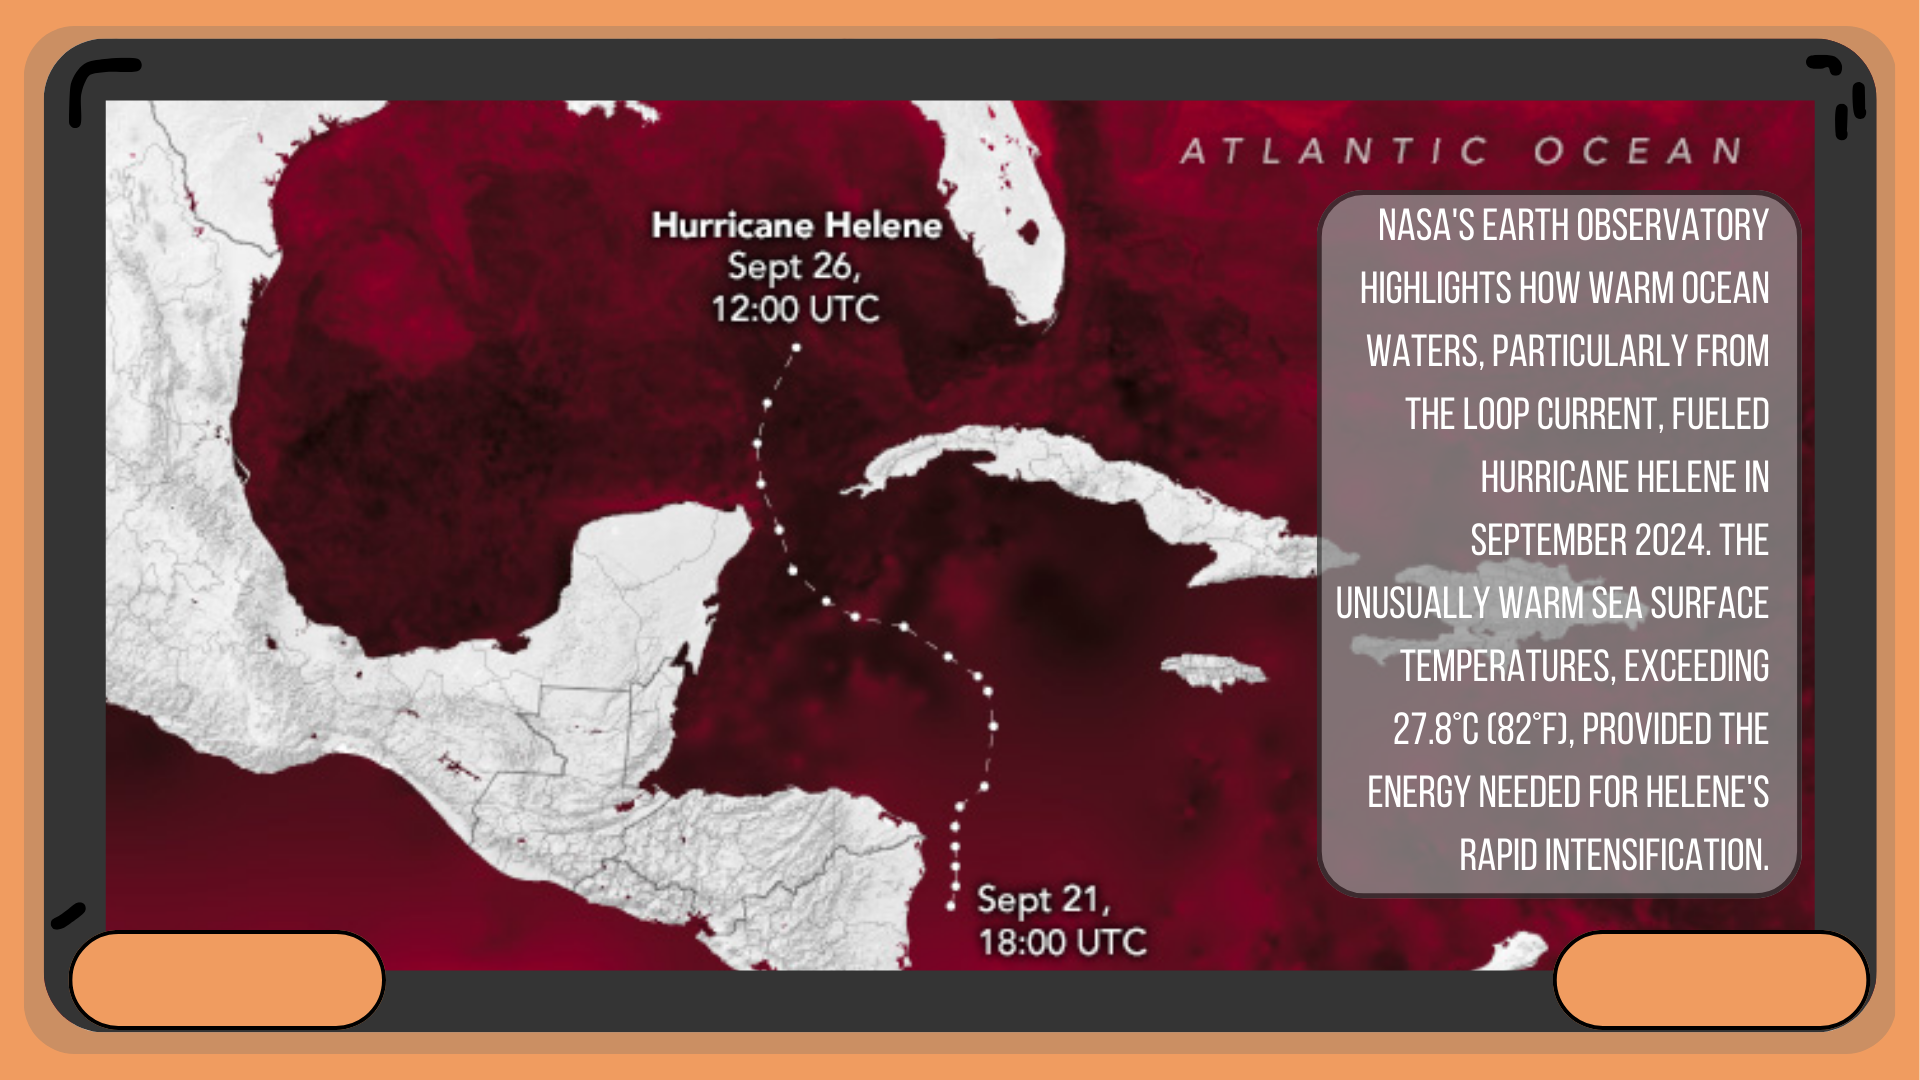 ATLANTIC OCEAN
Hurricane Helene
Sept 26,
12:00 UTC
NASA'S EARTH OBSERVATORY
HIGHLIGHTS HOW WARM OCEAN
WATERS, PARTICULARLY FROM
THE LOOP CURRENT, FUELED
HURRICANE HELENE IN
SEPTEMBER 2024. THE
UNUSUALLY WARM SEA SURFACE
TEMPERATURES, EXCEEDING
27.8°C (82°F), PROVIDED THE
ENERGY NEEDED FOR HELENE'S
RAPID INTENSIFICATION.
Sept 21,
18:00 UTC